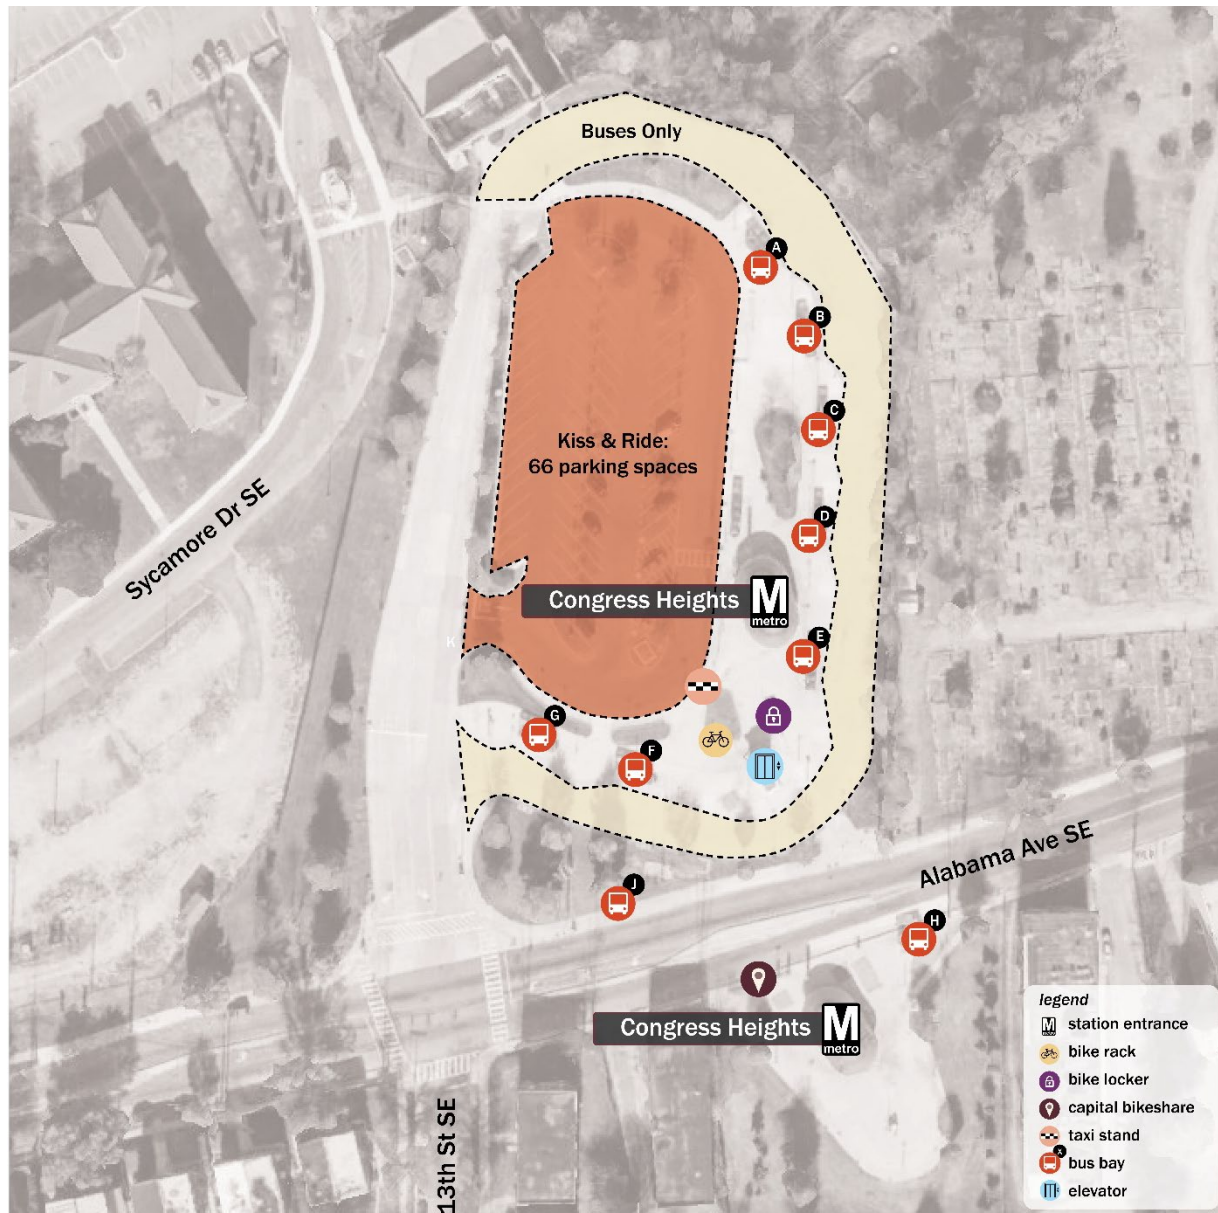 Buses Only
A
B
C
Kiss & Ride:
66 parking spaces
D
Sycamore Dr SE
Congress Heights
M
metro
K
E
G
F
Alabama Ave SE
J
H
Congress Heights
M
metro
13th St SE
legend
M station entrance
bike rack
bike locker
capital bikeshare
taxi stand
X bus bay
elevator